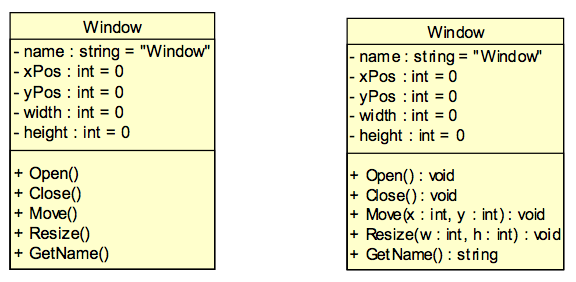 Window
- name : string = "Window"
- xPos : int = 0
- yPos : int = 0
- width : int = 0
- height : int = 0
+ Open()
+ Close()
+ Move()
+ Resize()
+ GetName()
Window
- name : string = "Window"
- xPos : int = 0
- yPos : int = 0
- width : int = 0
- height : int = 0
+ Open() : void
+ Close() : void
+ Move(x : int, y : int) : void
+ Resize(w : int, h : int) : void
+ GetName() : string